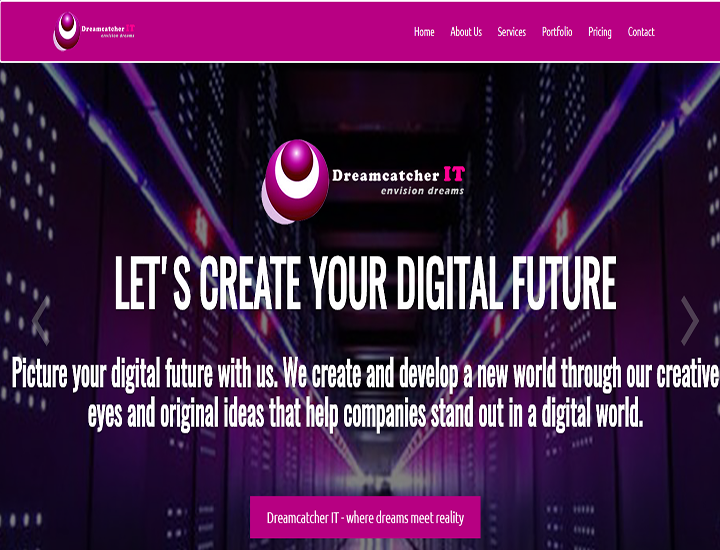 Dreamcatcher IT
envision dreams
Home About Us Services Portfolio Pricing Contact
Dreamcatcher IT
envision dreams
LET' S CREATE YOUR DIGITAL FUTURE
Picture your digital future with us. We create and develop a new world through our creative
eyes and original ideas that help companies stand out in a digital world.
Dreamcatcher IT - where dreams meet reality